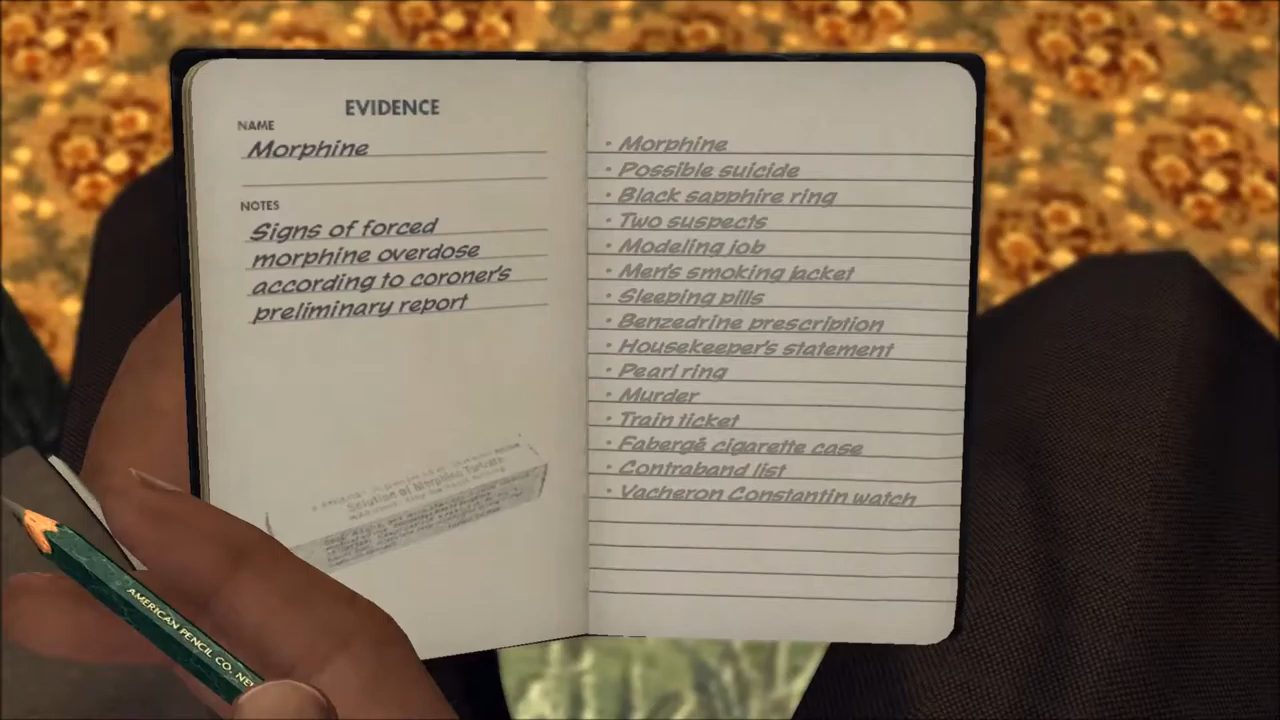 EVIDENCE
NAME
Morphine
NOTES
Signs of forced
morphine overdose
according to coroner's
preliminary report
Solution of Morphine
• Morphine
• Possible suicide
• Black sapphire ring
• Two suspects
• Modeling job
• Men's smoking jacket
• Sleeping pills
• Benzedrine prescription
• Housekeeper's statement
• Pearl ring
• Murder
• Train ticket
• Fabergé cigarette case
• Contraband list
• Vacheron Constantin watch
AMERICAN PENCIL CO. NE